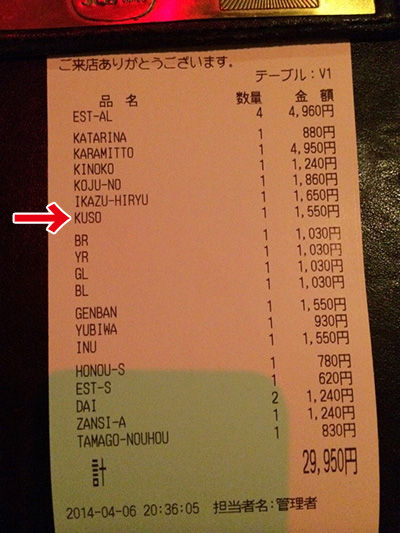 ご来店ありがとうございます。
テーブル：V1
品 名 数量 金 額
EST-AL 4 4,960円
KATARINA 1 880円
KARAMITTO 1 4,950円
KINOKO 1 1,240円
KOJU-NO 1 1,860円
IKAZU-HIRYU 1 1,650円
KUSO 1 1,550円
BR 1 1,030円
YR 1 1,030円
GL 1 1,030円
BL 1 1,030円
GENBAN 1 1,550円
YUBIWA 1 930円
INU 1 1,550円
HONOU-S 1 780円
EST-S 1 620円
DAI 2 1,240円
ZANSI-A 1 1,240円
TAMAGO-NOUHOU 1 830円
計 29,950円
2014-04-06 20:36:05 担当者名:管理者